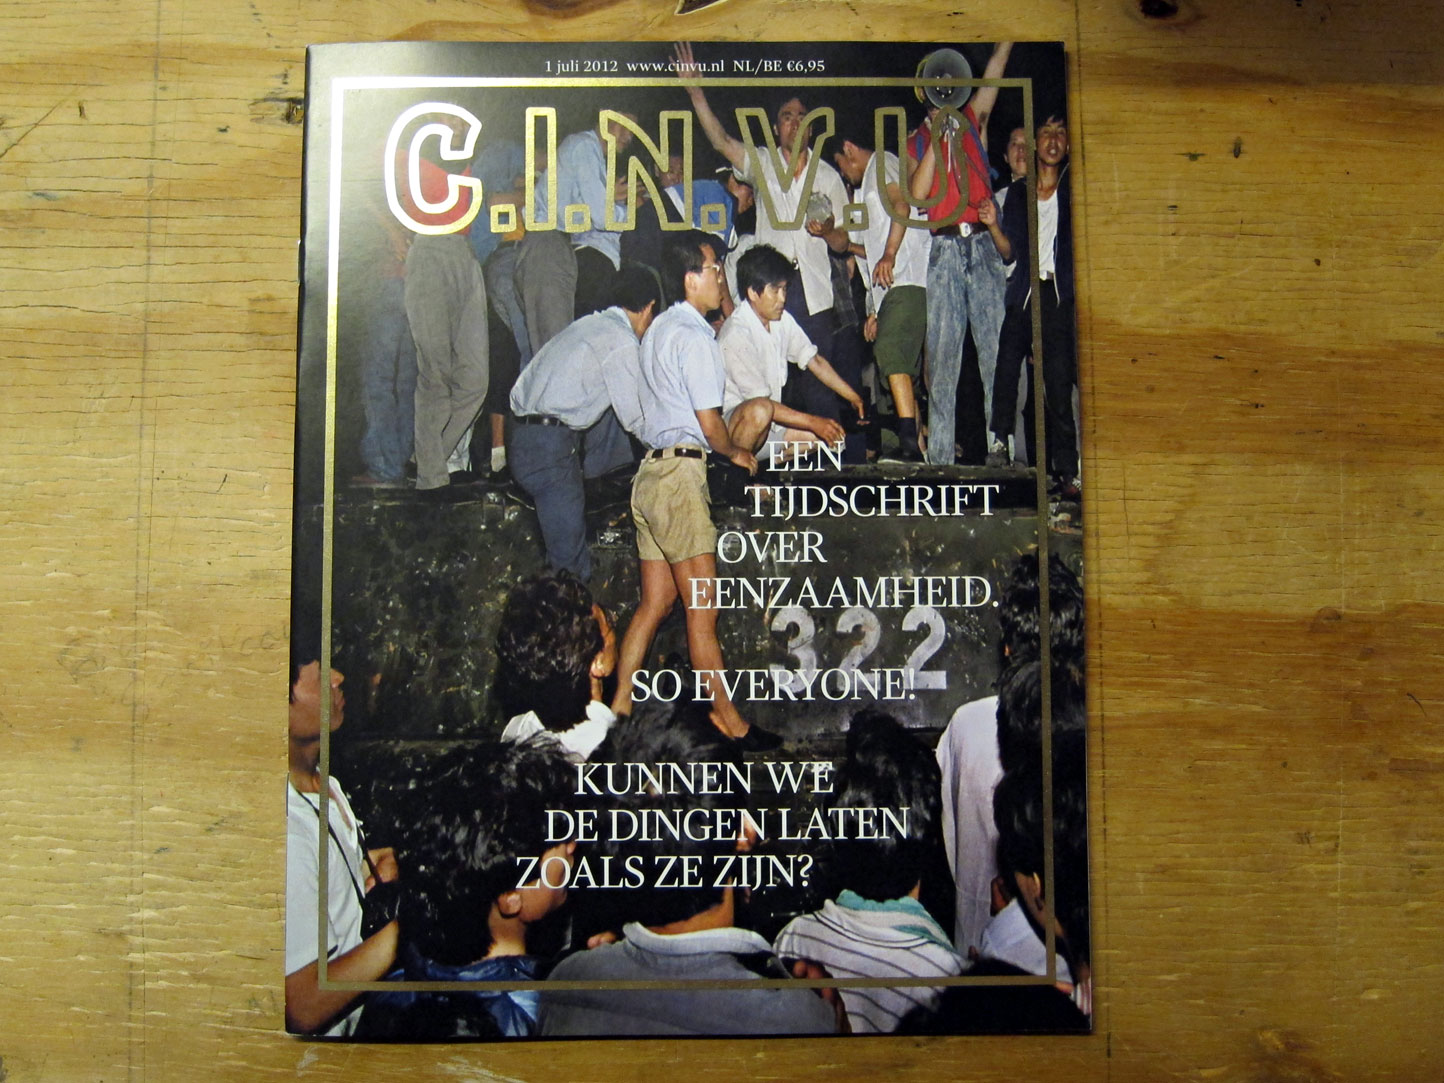 1 juli 2012 www.cinvu.nl NL/BE €6,95
C.I.N.V.U
EEN
TIJDSCHRIFT
OVER
EENZAAMHEID.
322
SO EVERYONE!
KUNNEN WE
DE DINGEN LATEN
ZOALS ZE ZIJN?